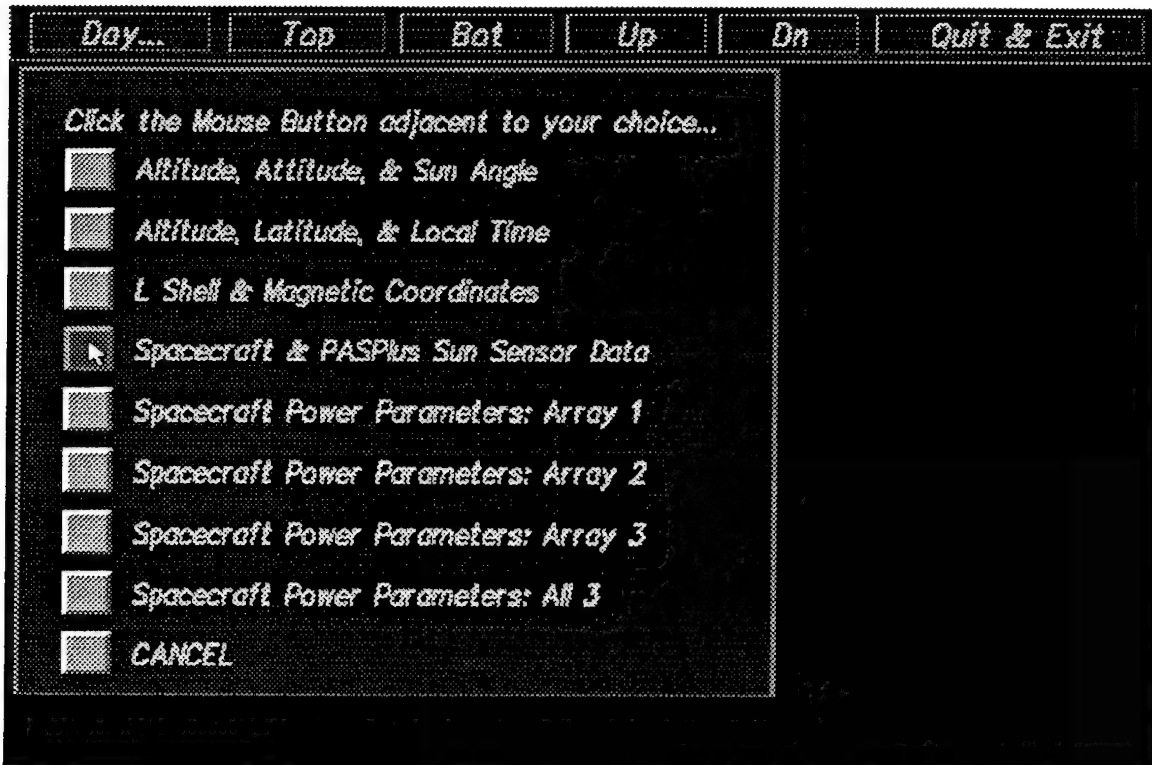 Day... Top Bot Up Dn Quit & Exit
Click the Mouse Button adjacent to your choice...
Altitude, Attitude, & Sun Angle
Altitude, Latitude, & Local Time
L Shell & Magnetic Coordinates
Spacecraft & PASPlus Sun Sensor Data
Spacecraft Power Parameters: Array 1
Spacecraft Power Parameters: Array 2
Spacecraft Power Parameters: Array 3
Spacecraft Power Parameters: All 3
CANCEL